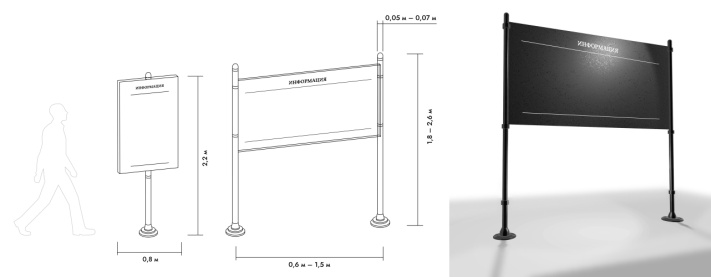 ИНФОРМАЦИЯ
2,2 м
0,8 м
0,05 м – 0,07 м
ИНФОРМАЦИЯ
1,8 – 2,6 м
0,6 м – 1,5 м
ИНФОРМАЦИЯ